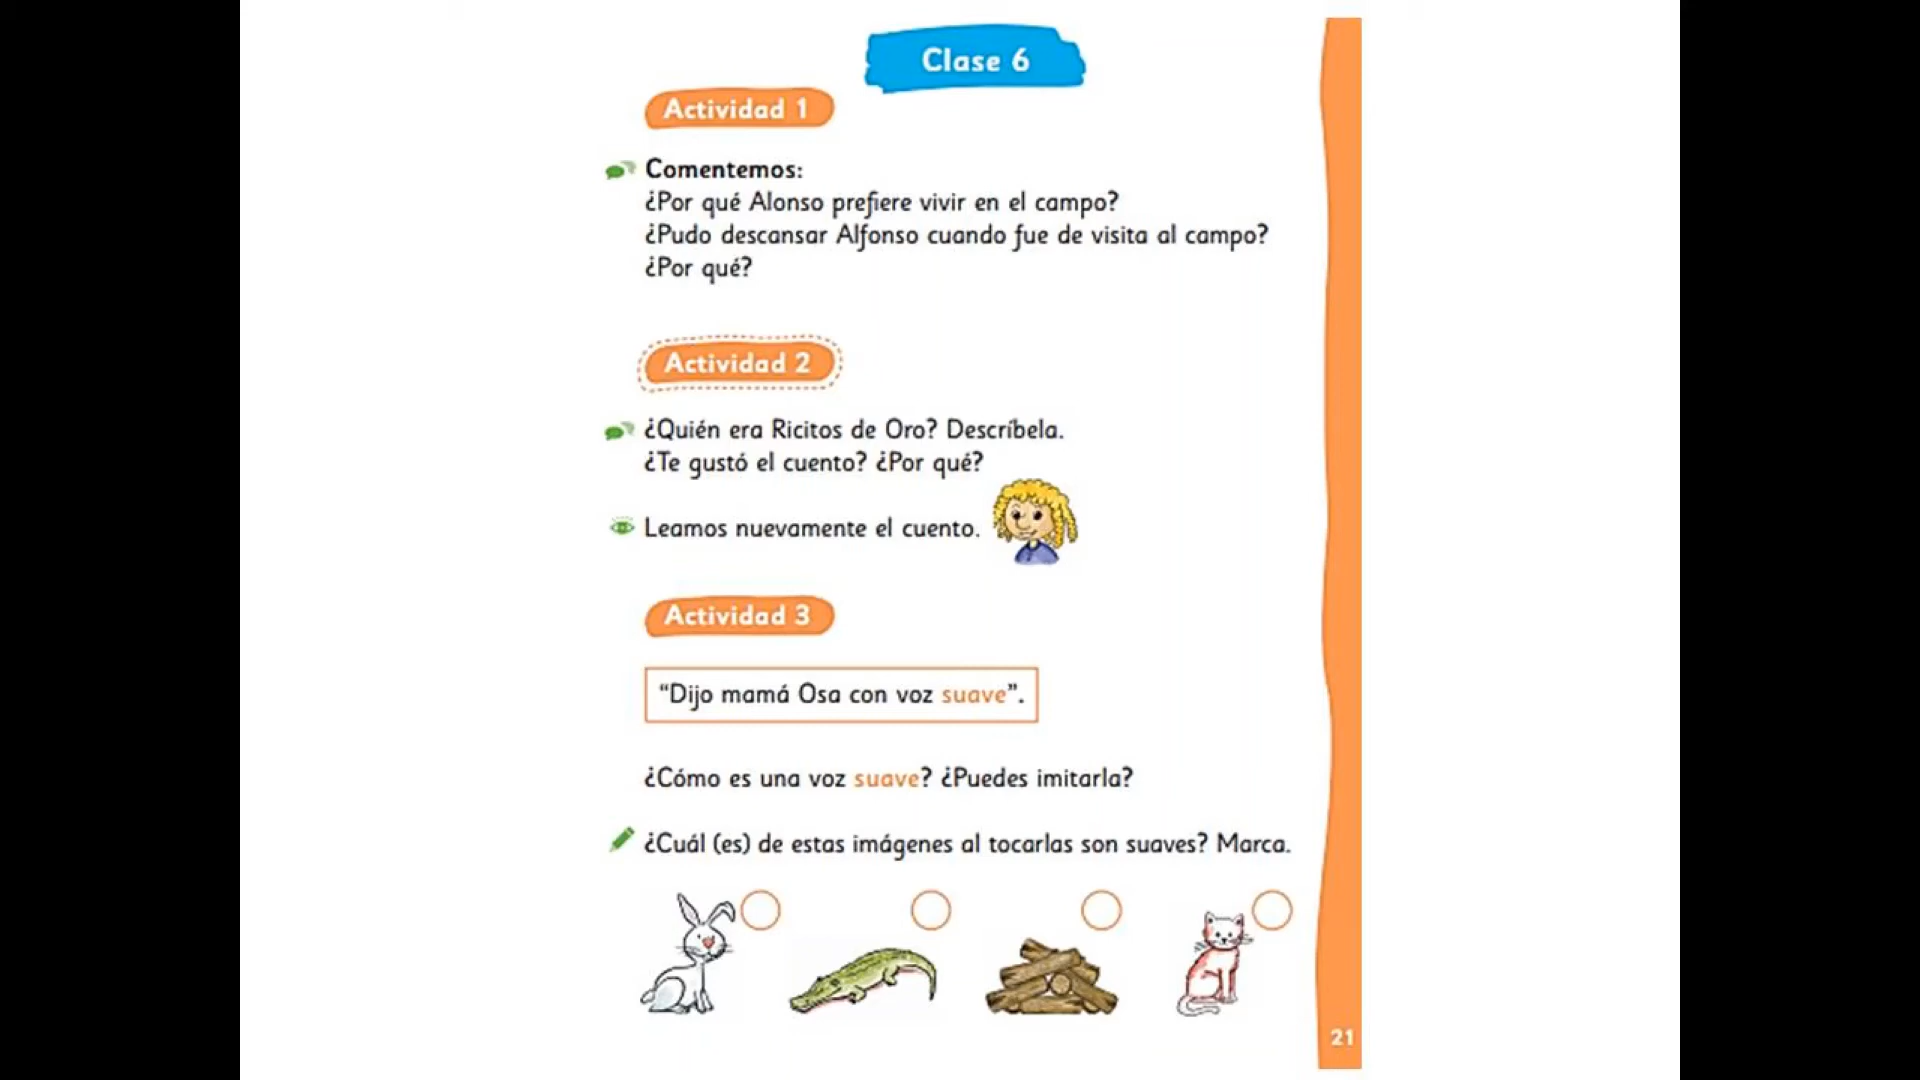 Clase 6
Actividad 1
Comentemos:
¿Por qué Alonso prefiere vivir en el campo?
¿Pudo descansar Alfonso cuando fue de visita al campo?
¿Por qué?
Actividad 2
¿Quién era Ricitos de Oro? Descríbela.
¿Te gustó el cuento? ¿Por qué?
Leamos nuevamente el cuento.
Actividad 3
“Dijo mamá Osa con voz suave”.
¿Cómo es una voz suave? ¿Puedes imitarla?
¿Cuál (es) de estas imágenes al tocarlas son suaves? Marca.
21